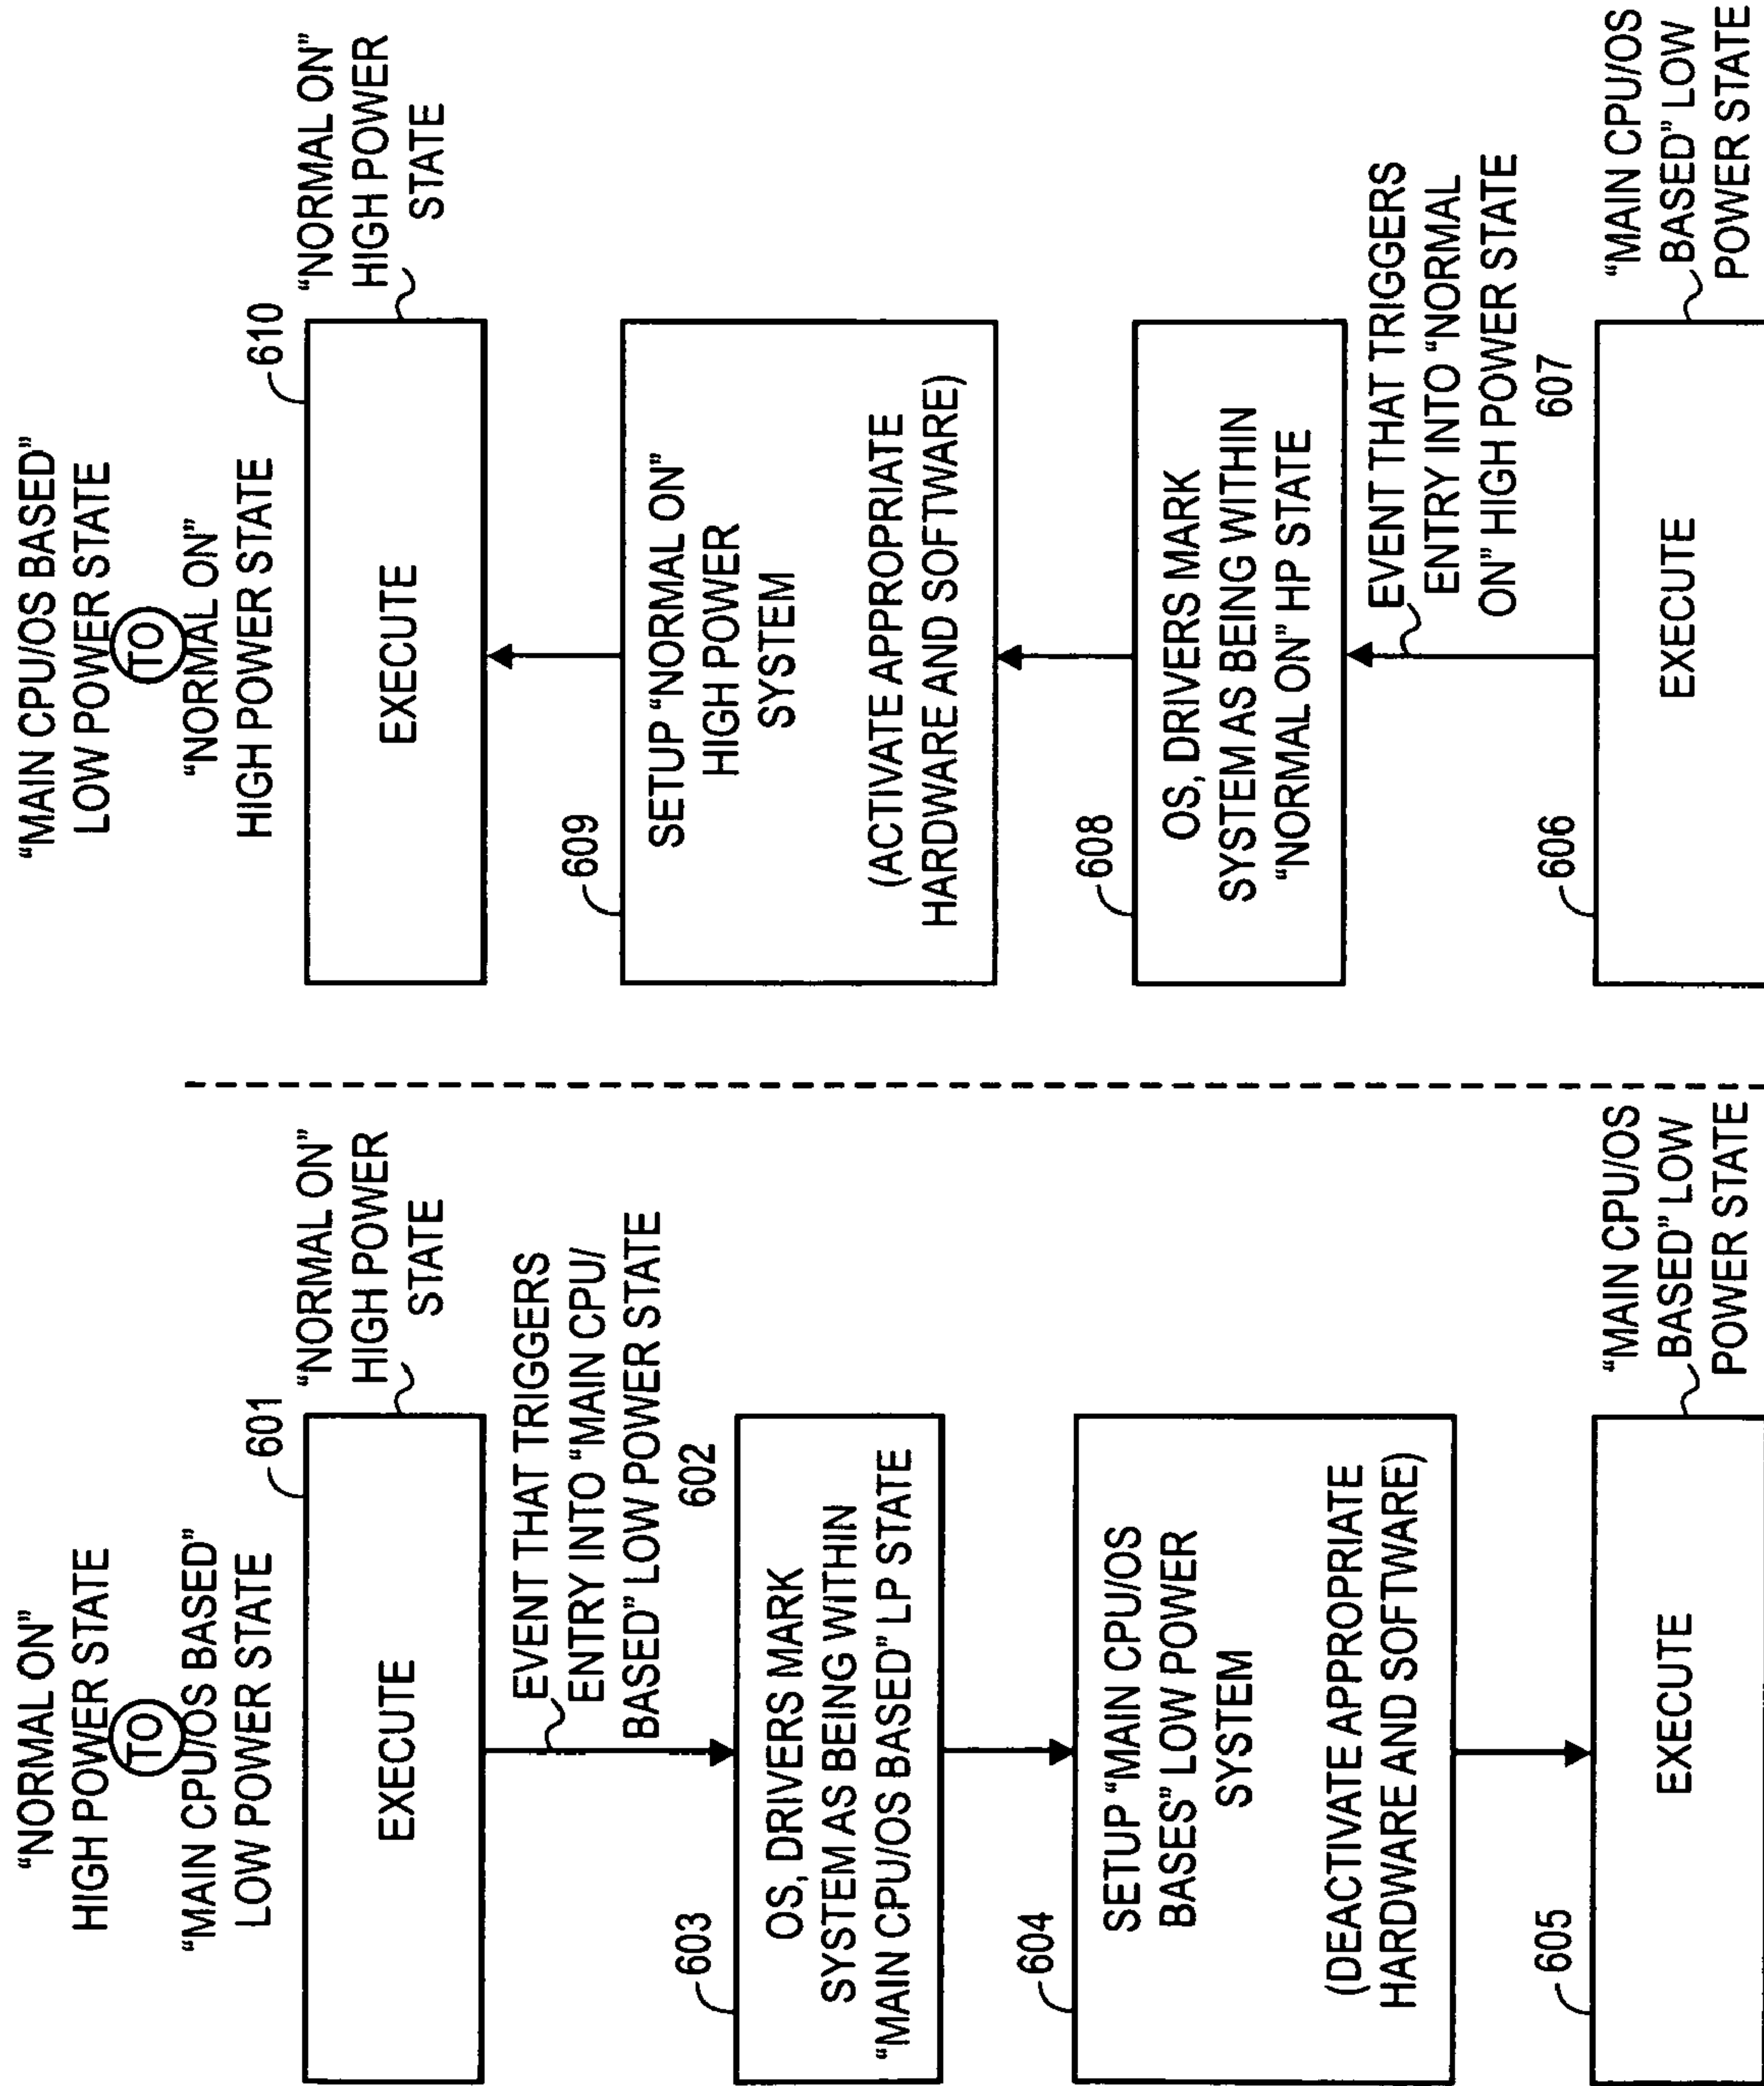 “NORMAL ON”
HIGH POWER STATE
TO
“MAIN CPU/OS BASED”
LOW POWER STATE
601
“NORMAL ON”
HIGH POWER
STATE
EXECUTE
EVENT THAT TRIGGERS
ENTRY INTO “MAIN CPU/
BASED” LOW POWER STATE
602
603
OS, DRIVERS MARK
SYSTEM AS BEING WITHIN
“MAIN CPU/OS BASED” LP STATE
604
SETUP “MAIN CPU/OS
BASES” LOW POWER
SYSTEM
(DEACTIVATE APPROPRIATE
HARDWARE AND SOFTWARE)
605
EXECUTE
“MAIN CPU/OS
BASED” LOW
POWER STATE
“MAIN CPU/OS BASED”
LOW POWER STATE
TO
“NORMAL ON”
HIGH POWER STATE
610
“NORMAL ON”
HIGH POWER
STATE
EXECUTE
609
SETUP “NORMAL ON”
HIGH POWER
SYSTEM
(ACTIVATE APPROPRIATE
HARDWARE AND SOFTWARE)
608
OS, DRIVERS MARK
SYSTEM AS BEING WITHIN
“NORMAL ON” HP STATE
EVENT THAT TRIGGERS
ENTRY INTO “NORMAL
ON” HIGH POWER STATE
607
606
EXECUTE
“MAIN CPU/OS
BASED” LOW
POWER STATE